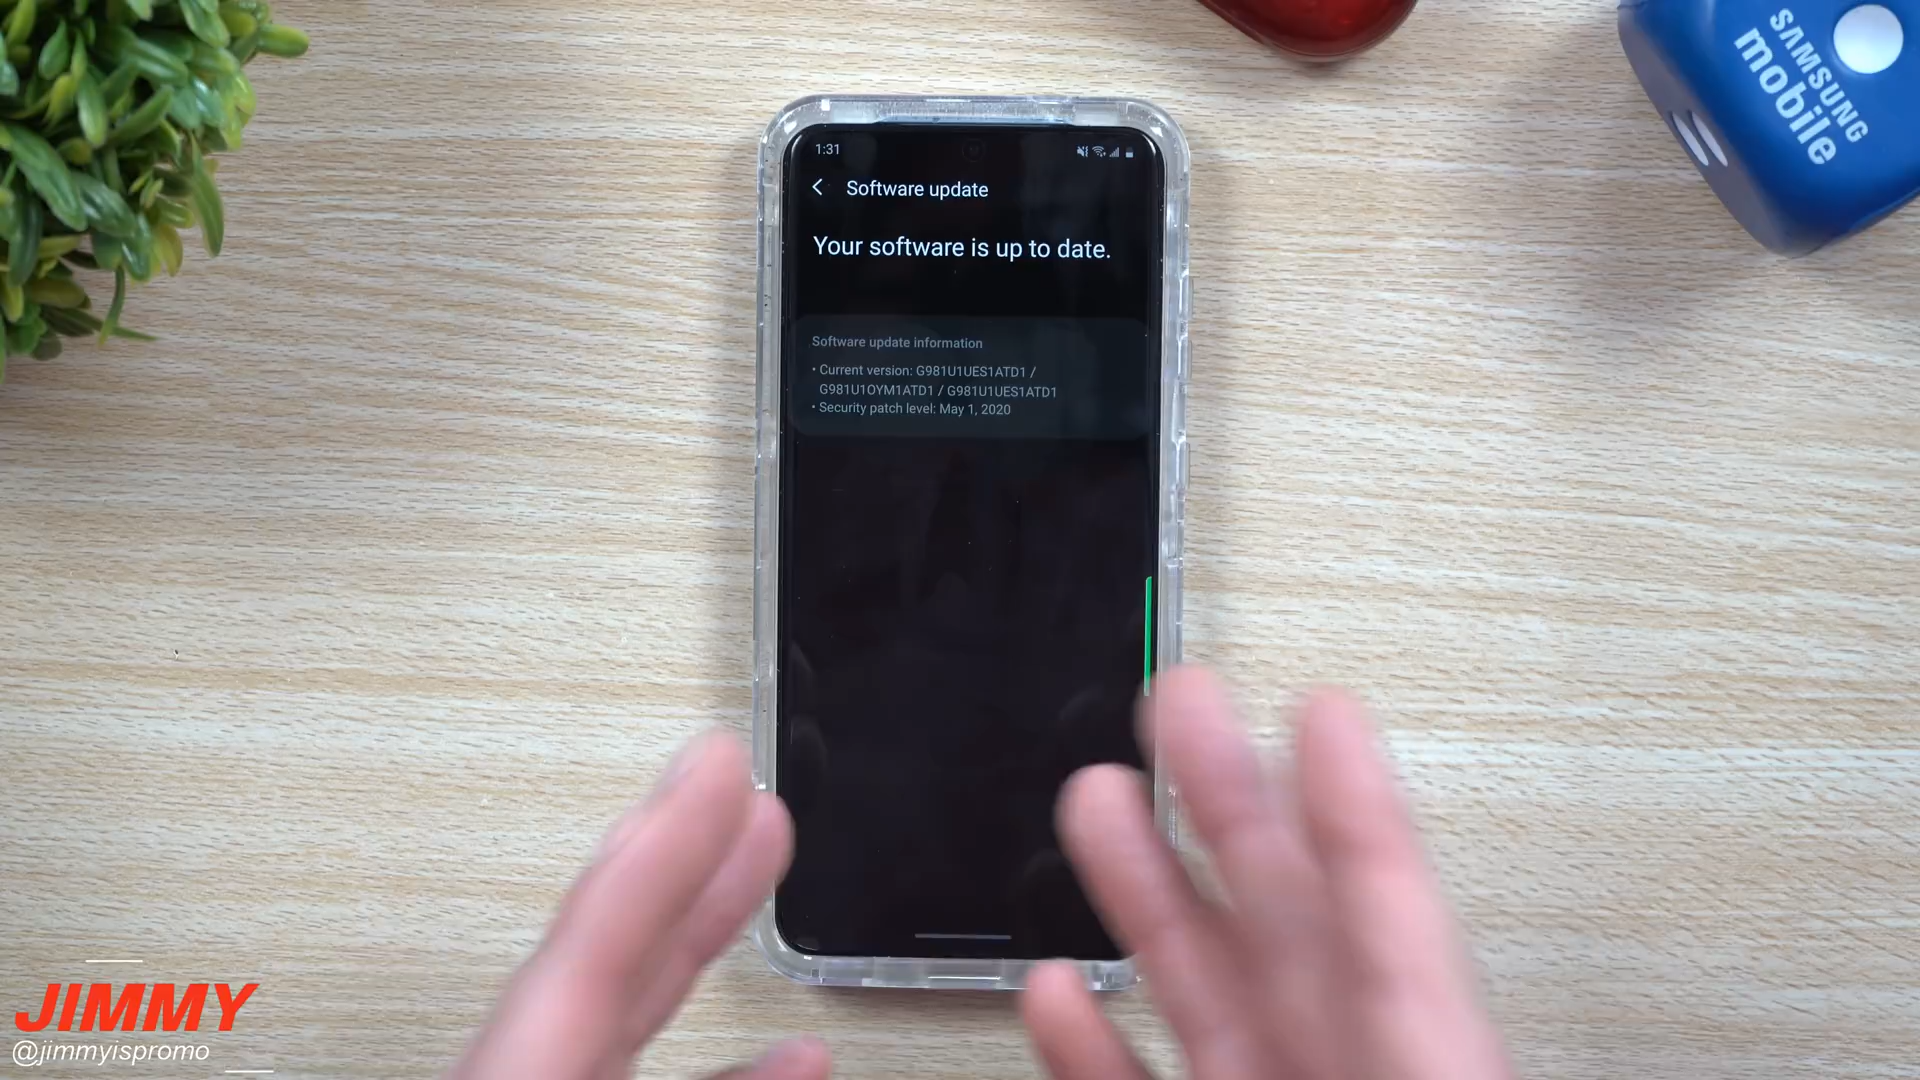 SAMSUNG
mobile
1:31
Software update
Your software is up to date.
Software update information
• Current version: G981U1UES1ATD1 /
G981U1OYM1ATD1 / G981U1UES1ATD1
• Security patch level: May 1, 2020
JIMMY
@jimmyispromo